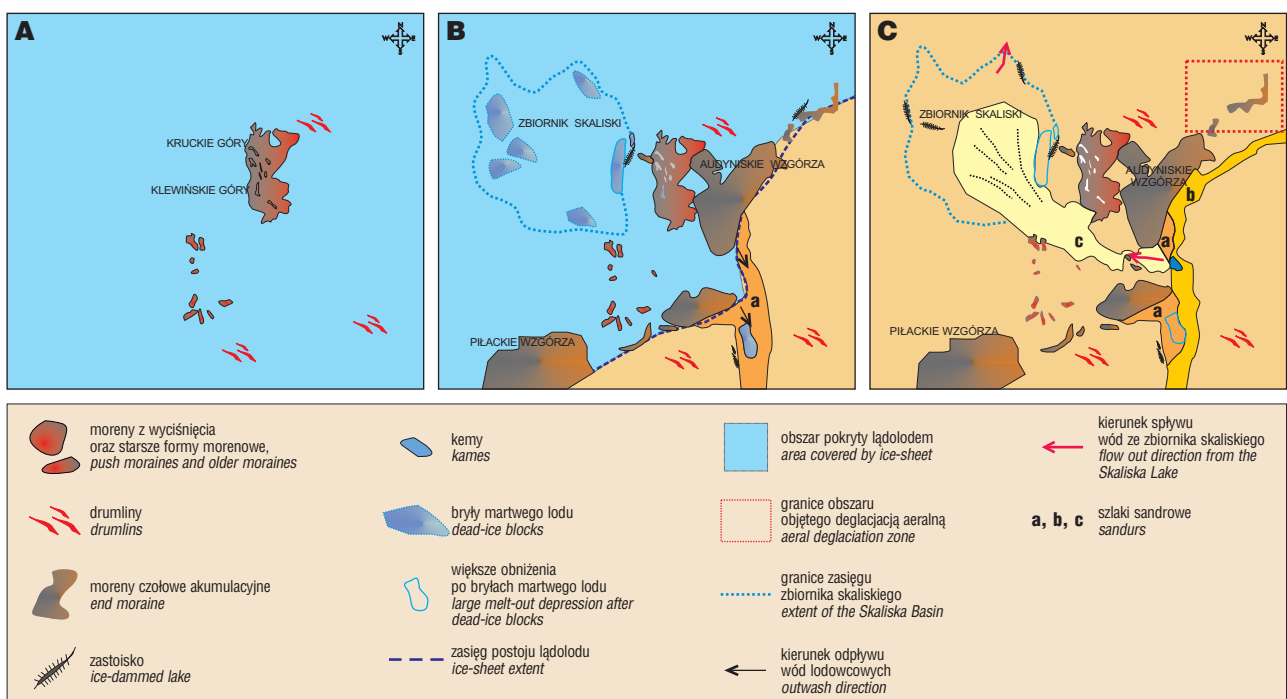 A
N
W E
S
KRUCKIE GÓRY
KLEWIŃSKIE GÓRY
B
N
W E
S
ZBIORNIK SKALISKI
AUDYNISKIE WZGÓRZA
a
PIŁACKIE WZGÓRZA
C
N
W E
S
ZBIORNIK SKALISKI
AUDYNISKIE
WZGÓRZA
b
c
a
a
PIŁACKIE WZGÓRZA
moreny z wyciśnięcia
oraz starsze formy morenowe,
push moraines and older moraines
drumliny
drumlins
moreny czołowe akumulacyjne
end moraine
zastoisko
ice-dammed lake
kemy
kames
bryły martwego lodu
dead-ice blocks
większe obniżenia
po bryłach martwego lodu
large melt-out depression after
dead-ice blocks
zasięg postoju lądolodu
ice-sheet extent
obszar pokryty lądolodem
area covered by ice-sheet
granice obszaru
objętego deglacjacją aeralną
aeral deglaciation zone
granice zasięgu
zbiornika skaliskiego
extent of the Skaliska Basin
kierunek odpływu
wód lodowcowych
outwash direction
kierunek spływu
wód ze zbiornika skaliskiego
flow out direction from the
Skaliska Lake
a, b, c szlaki sandrowe
sandurs